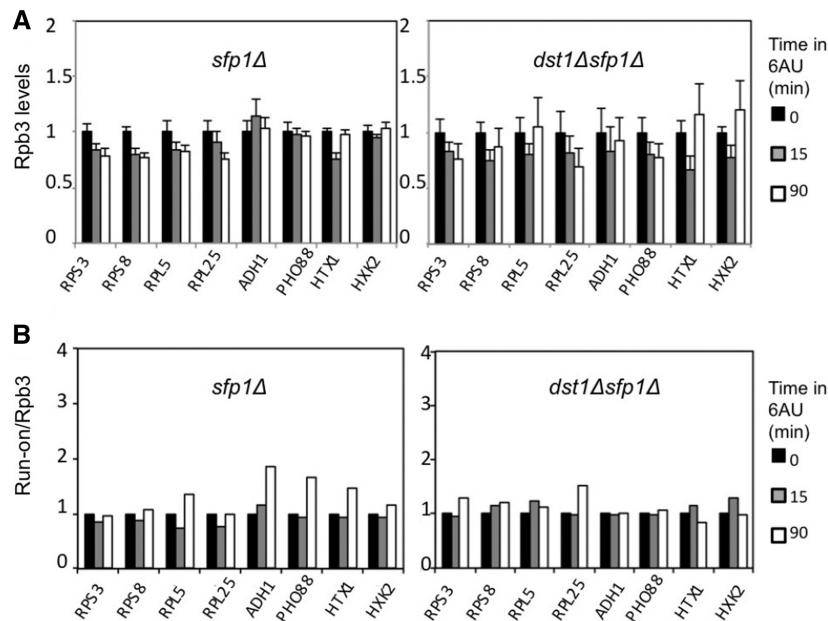 A
Rpb3 levels
2
1.5
1
0.5
0
sfp1Δ
RPS3
RPS8
RPL5
RPL25
ADH1
PHO88
HTX1
HXK2
2
1.5
1
0.5
0
dst1Δsfp1Δ
RPS3
RPS8
RPL5
RPL25
ADH1
PHO88
HTX1
HXK2
Time in
6AU
(min)
0
15
90
B
Run-on/Rpb3
4
3
2
1
0
sfp1Δ
RPS3
RPS8
RPL5
RPL25
ADH1
PHO88
HTX1
HXK2
4
3
2
1
0
dst1Δsfp1Δ
RPS3
RPS8
RPL5
RPL25
ADH1
PHO88
HTX1
HXK2
Time in
6AU
(min)
0
15
90